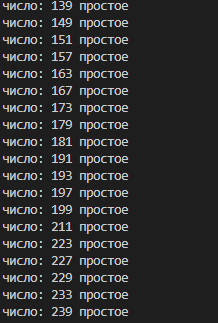 число: 139 простое
число: 149 простое
число: 151 простое
число: 157 простое
число: 163 простое
число: 167 простое
число: 173 простое
число: 179 простое
число: 181 простое
число: 191 простое
число: 193 простое
число: 197 простое
число: 199 простое
число: 211 простое
число: 223 простое
число: 227 простое
число: 229 простое
число: 233 простое
число: 239 простое